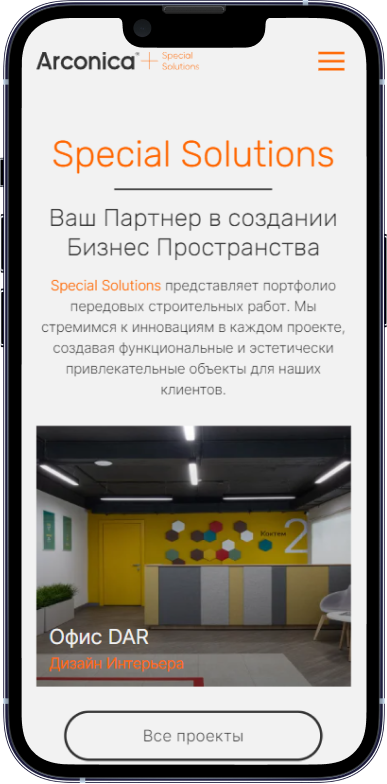 Arconica
Special
Solutions
Special Solutions
Ваш Партнер в создании
Бизнес Пространства
Special Solutions представляет портфолио
передовых строительных работ. Мы
стремимся к инновациям в каждом проекте,
создавая функциональные и эстетически
привлекательные объекты для наших
клиентов.
Коктем 2
Офис DAR
Дизайн Интерьера
Все проекты